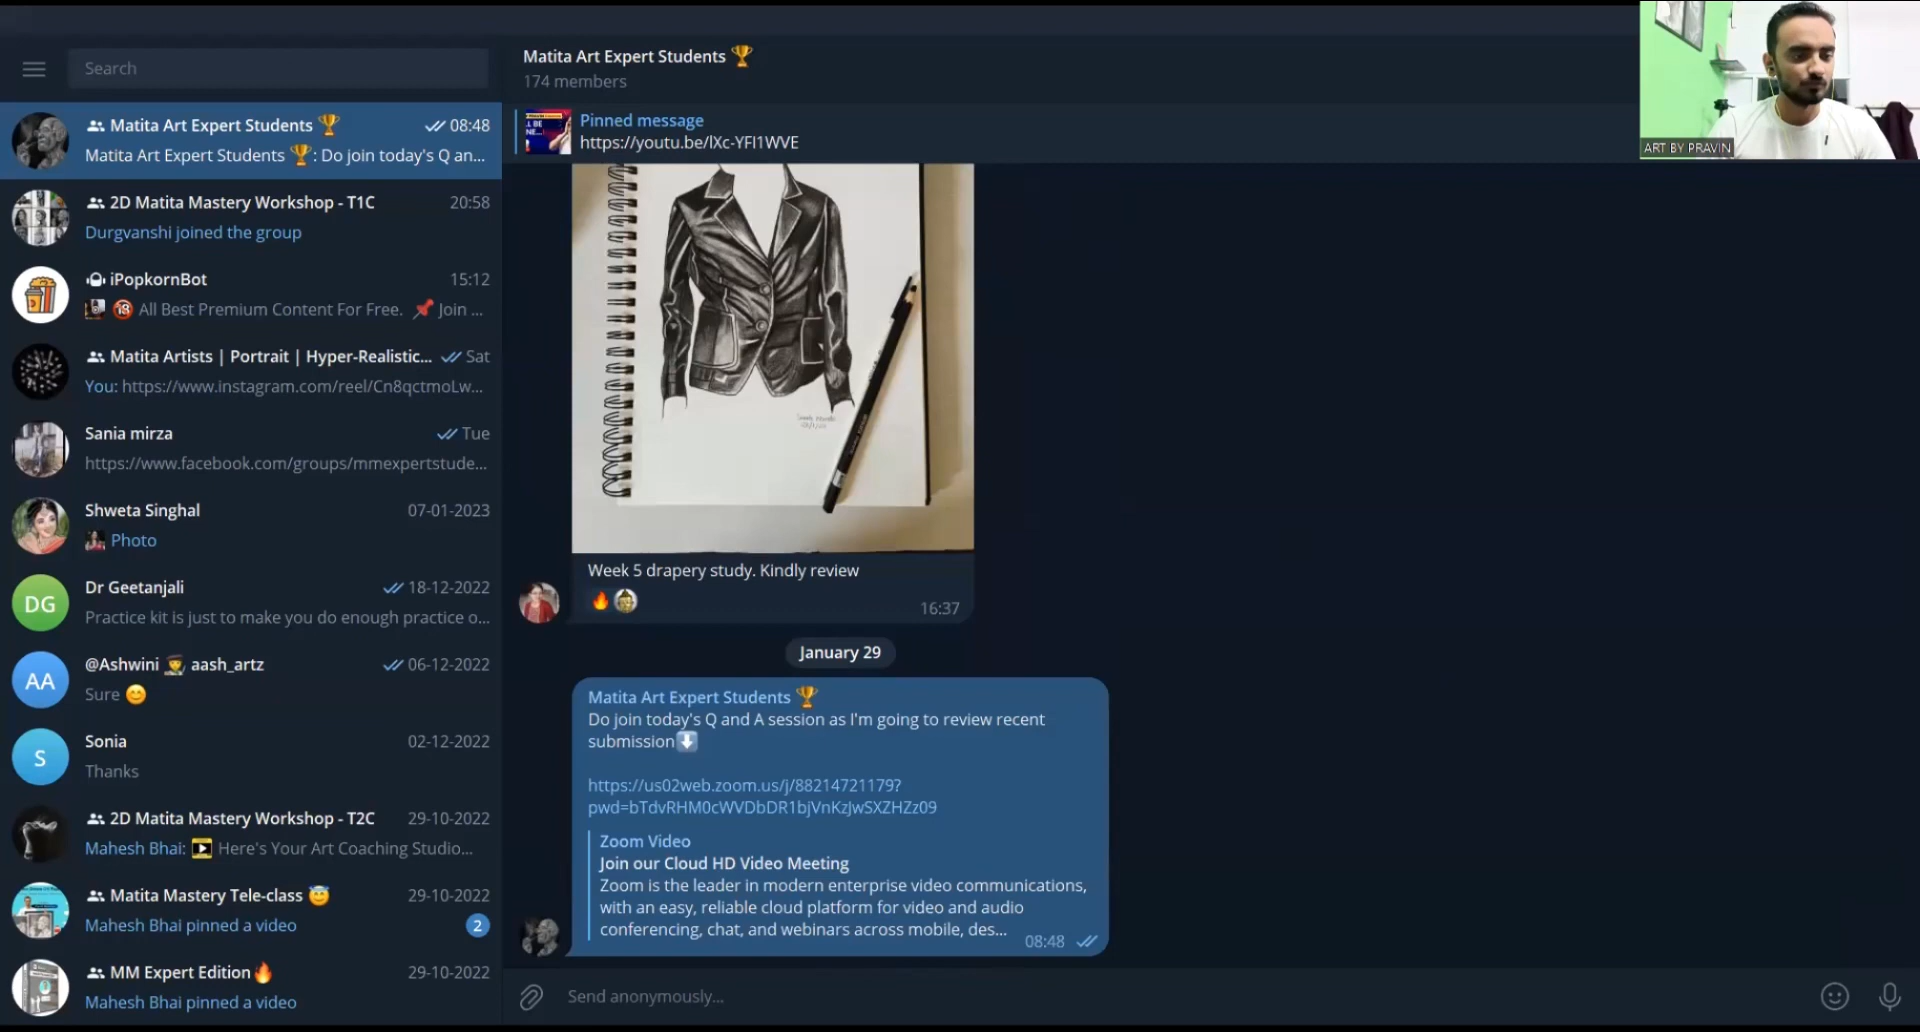 Search
Matita Art Expert Students 🏆 08:48
Matita Art Expert Students 🏆: Do join today's Q an...
2D Matita Mastery Workshop - T1C 20:58
Durgvanshi joined the group
iPopkornBot 15:12
🔞 All Best Premium Content For Free. 📌 Join ...
Matita Artists | Portrait | Hyper-Realistic... Sat
You: https://www.instagram.com/reel/Cn8qctmoLw...
Sania mirza Tue
https://www.facebook.com/groups/mmexpertstude...
Shweta Singhal 07-01-2023
Photo
DG
Dr Geetanjali 18-12-2022
Practice kit is just to make you do enough practice o...
AA
@Ashwini 👩‍🎨 aash_artz 06-12-2022
Sure 😊
S
Sonia 02-12-2022
Thanks
2D Matita Mastery Workshop - T2C 29-10-2022
Mahesh Bhai: ▶ Here's Your Art Coaching Studio...
Matita Mastery Tele-class 😇 29-10-2022
Mahesh Bhai pinned a video 2
MM Expert Edition🔥 29-10-2022
Mahesh Bhai pinned a video
Matita Art Expert Students 🏆
174 members
Pinned message
https://youtu.be/lXc-YFl1WVE
Week 5 drapery study. Kindly review
16:37
January 29
Matita Art Expert Students 🏆
Do join today's Q and A session as I'm going to review recent
submission⬇️
https://us02web.zoom.us/j/88214721179?
pwd=bTdvRHM0cWVDbDR1bjVnKzJwSXZHZz09
Zoom Video
Join our Cloud HD Video Meeting
Zoom is the leader in modern enterprise video communications,
with an easy, reliable cloud platform for video and audio
conferencing, chat, and webinars across mobile, des...
08:48
Send anonymously...
ART BY PRAVIN